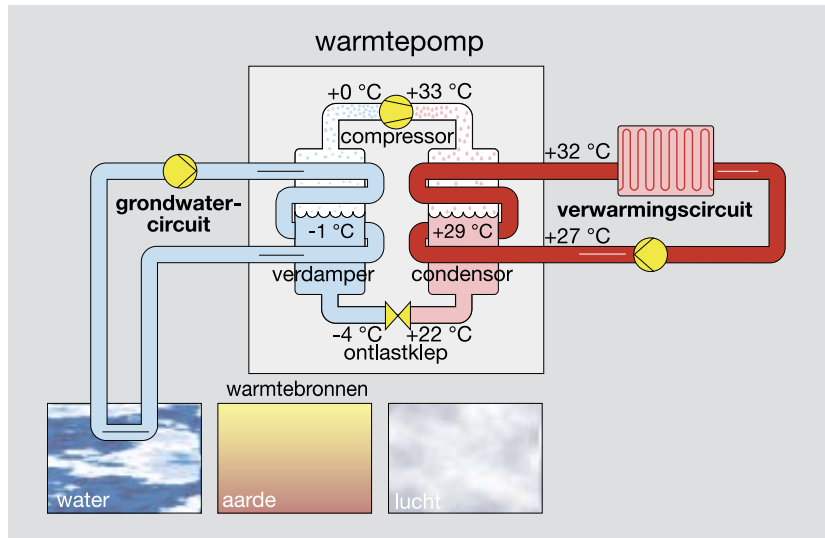 warmtepomp
+0 °C
+33 °C
compressor
+32 °C
grondwater-
circuit
verwarmingscircuit
-1 °C
+29 °C
+27 °C
verdamper
condensor
-4 °C
+22 °C
ontlastklep
warmtebronnen
water
aarde
lucht